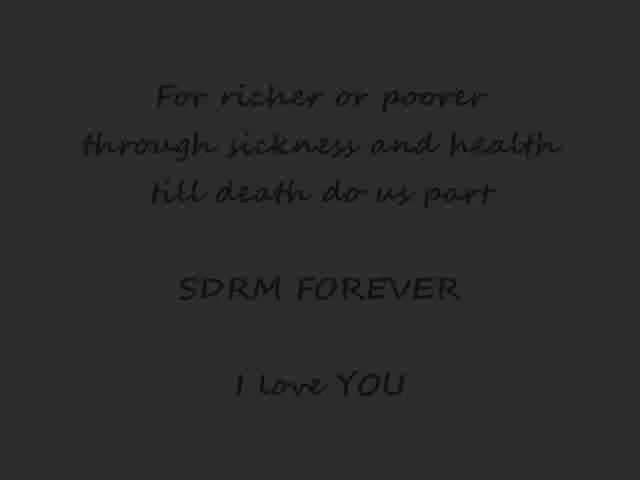 For richer or poorer
through sickness and health
till death do us part
SDRM FOREVER
I love YOU